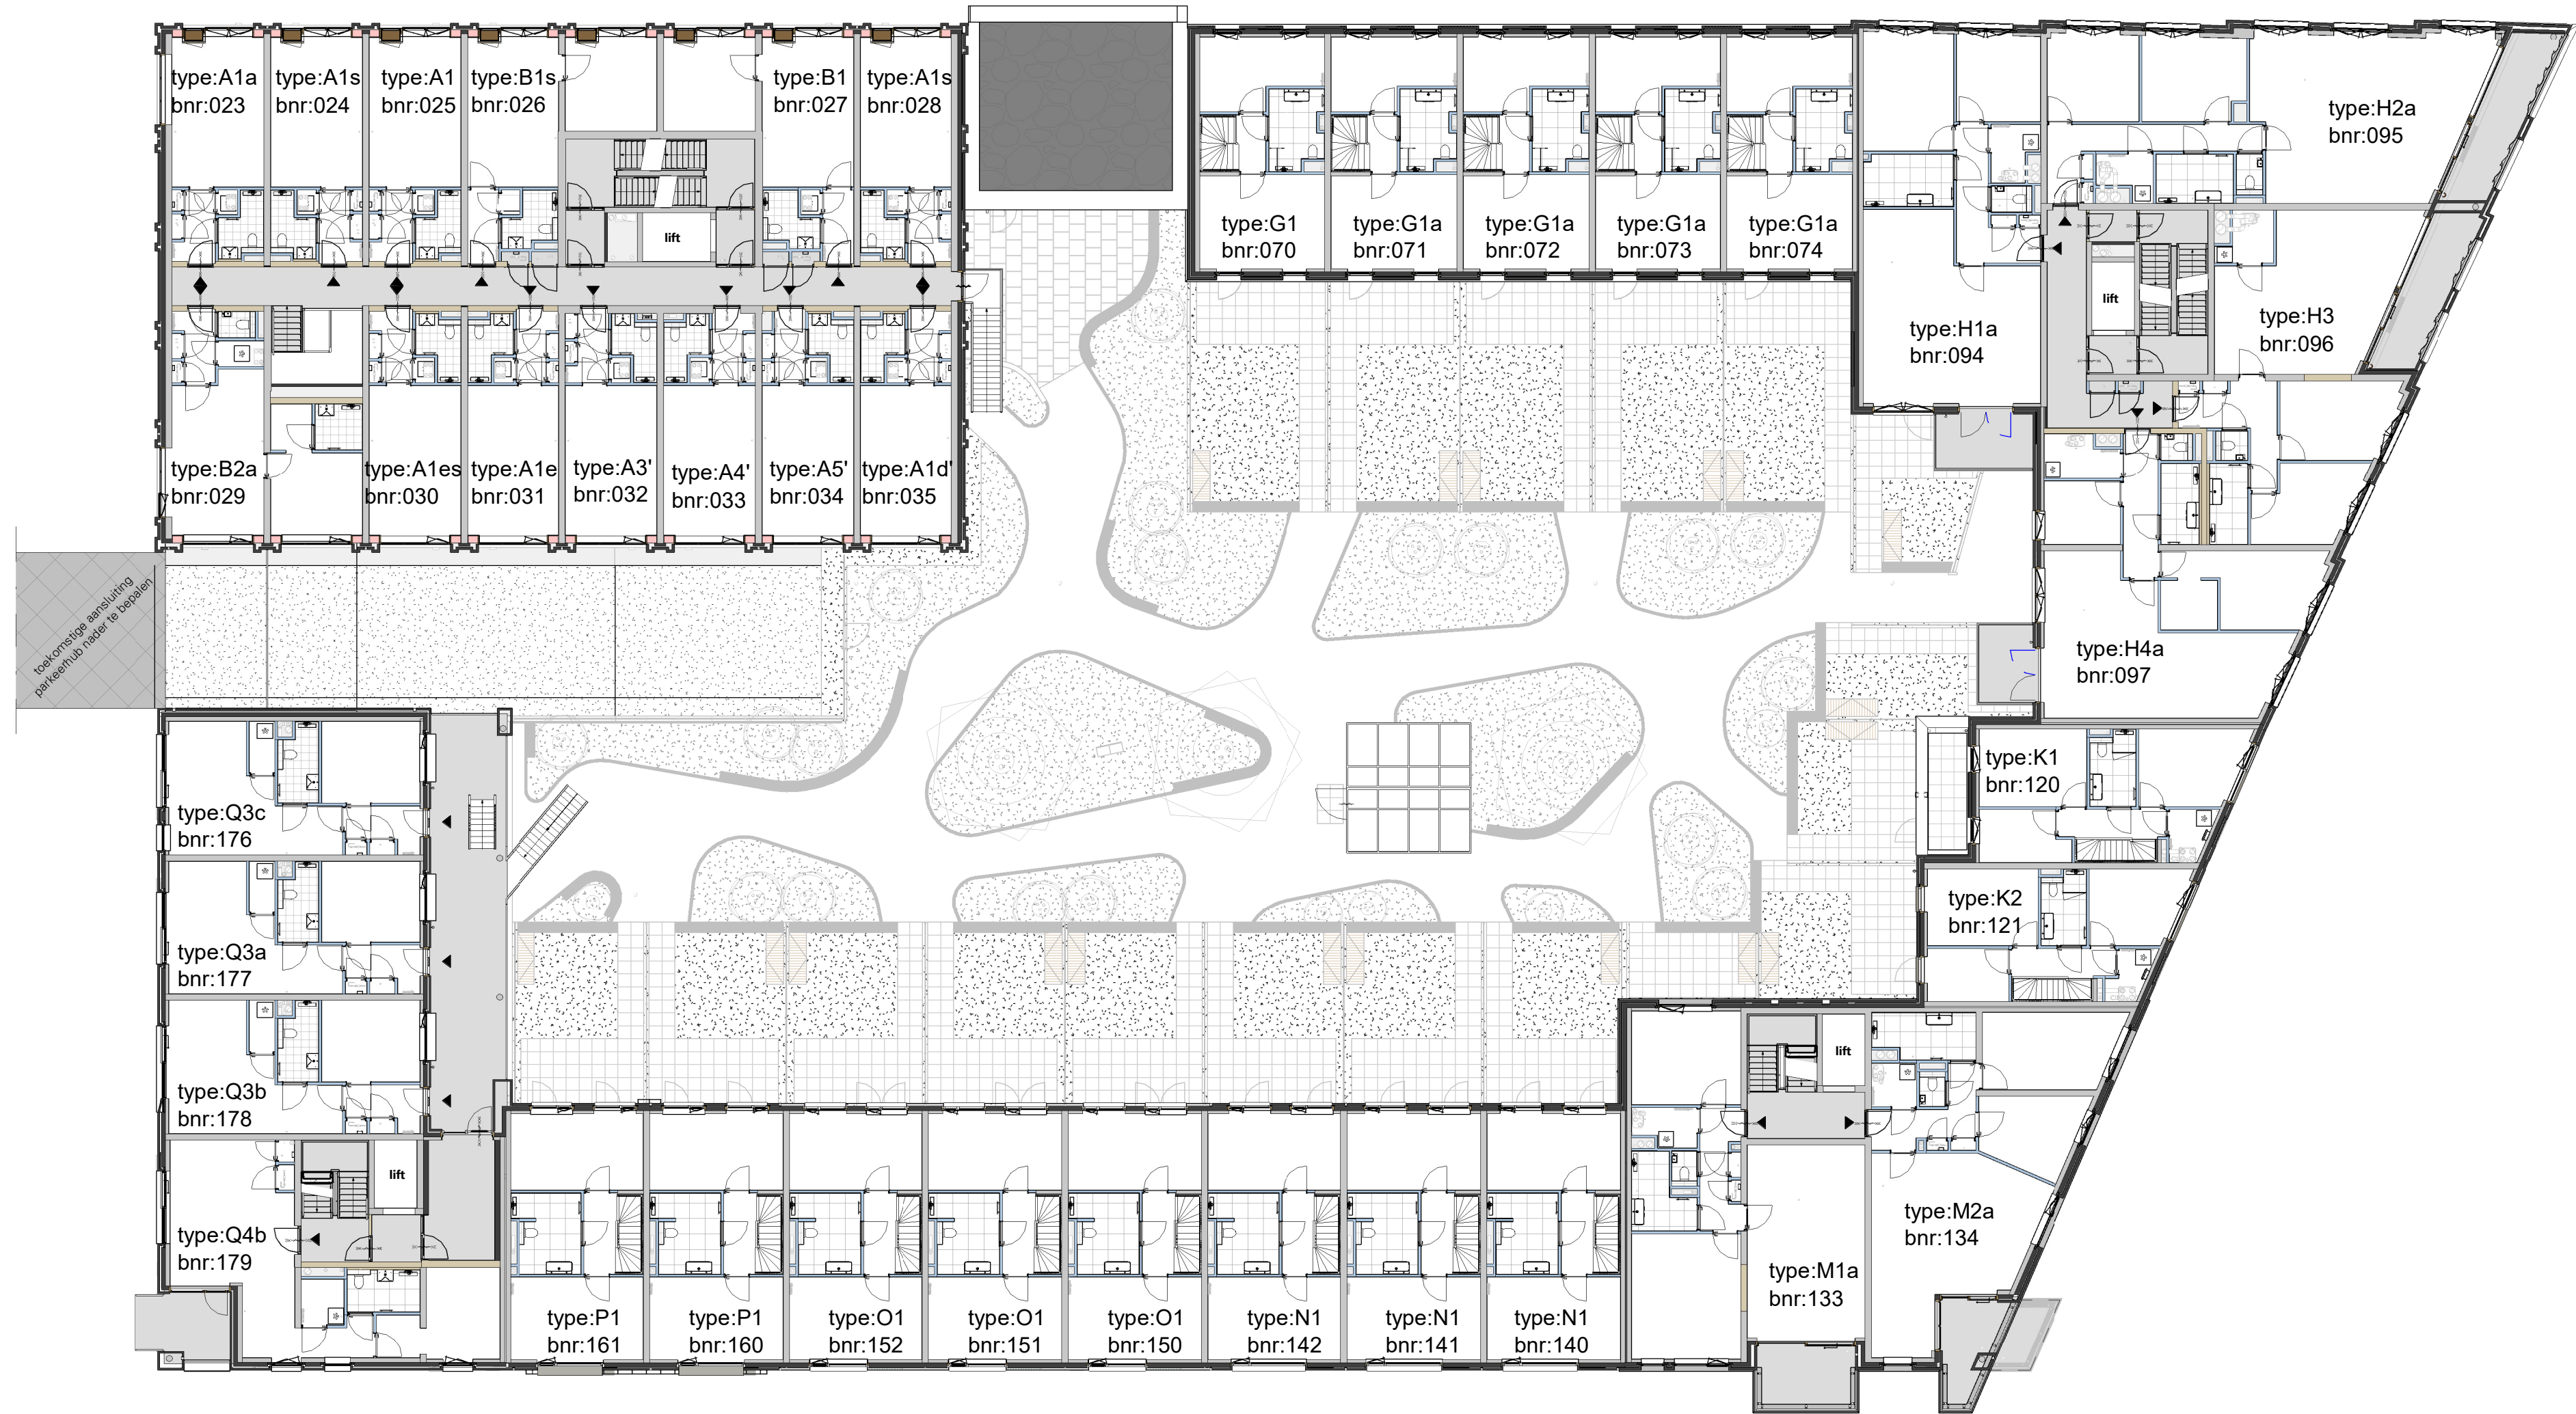 type:A1a
bnr:023
type:A1s
bnr:024
type:A1
bnr:025
type:B1s
bnr:026
type:B1
bnr:027
type:A1s
bnr:028
lift
type:B2a
bnr:029
type:A1es
bnr:030
type:A1e
bnr:031
type:A3'
bnr:032
type:A4'
bnr:033
type:A5'
bnr:034
type:A1d'
bnr:035
type:G1
bnr:070
type:G1a
bnr:071
type:G1a
bnr:072
type:G1a
bnr:073
type:G1a
bnr:074
type:H2a
bnr:095
type:H1a
bnr:094
lift
type:H3
bnr:096
type:H4a
bnr:097
toekomstige aansluiting
parkeerhub nader te bepalen
type:K1
bnr:120
type:K2
bnr:121
type:Q3c
bnr:176
type:Q3a
bnr:177
type:Q3b
bnr:178
type:Q4b
bnr:179
lift
type:P1
bnr:161
type:P1
bnr:160
type:O1
bnr:152
type:O1
bnr:151
type:O1
bnr:150
type:N1
bnr:142
type:N1
bnr:141
type:N1
bnr:140
lift
type:M1a
bnr:133
type:M2a
bnr:134